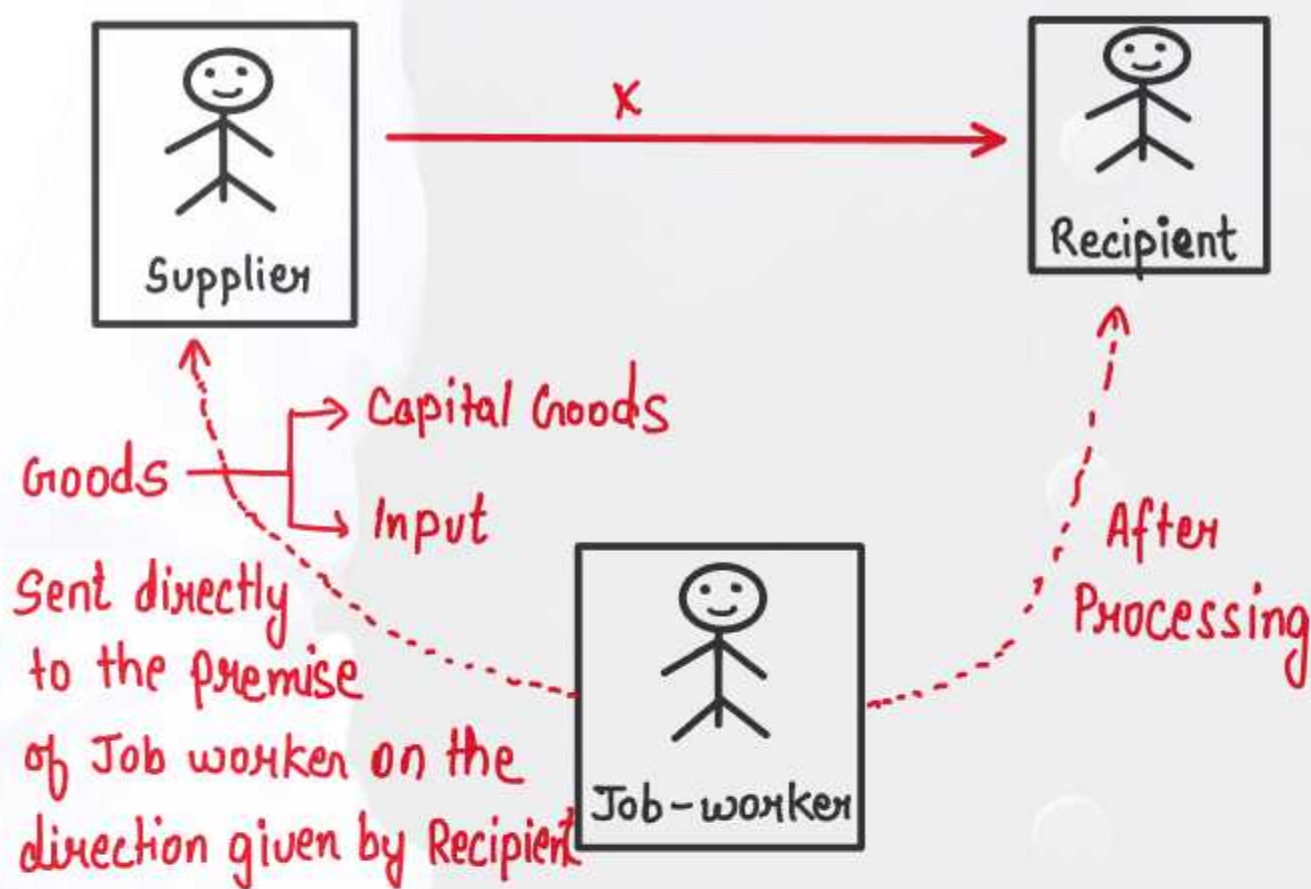 x
Supplier
Recipient
Goods
Capital Goods
Input
Sent directly
to the premise
of Job worker on the
direction given by Recipient
After
Processing
Job-worker